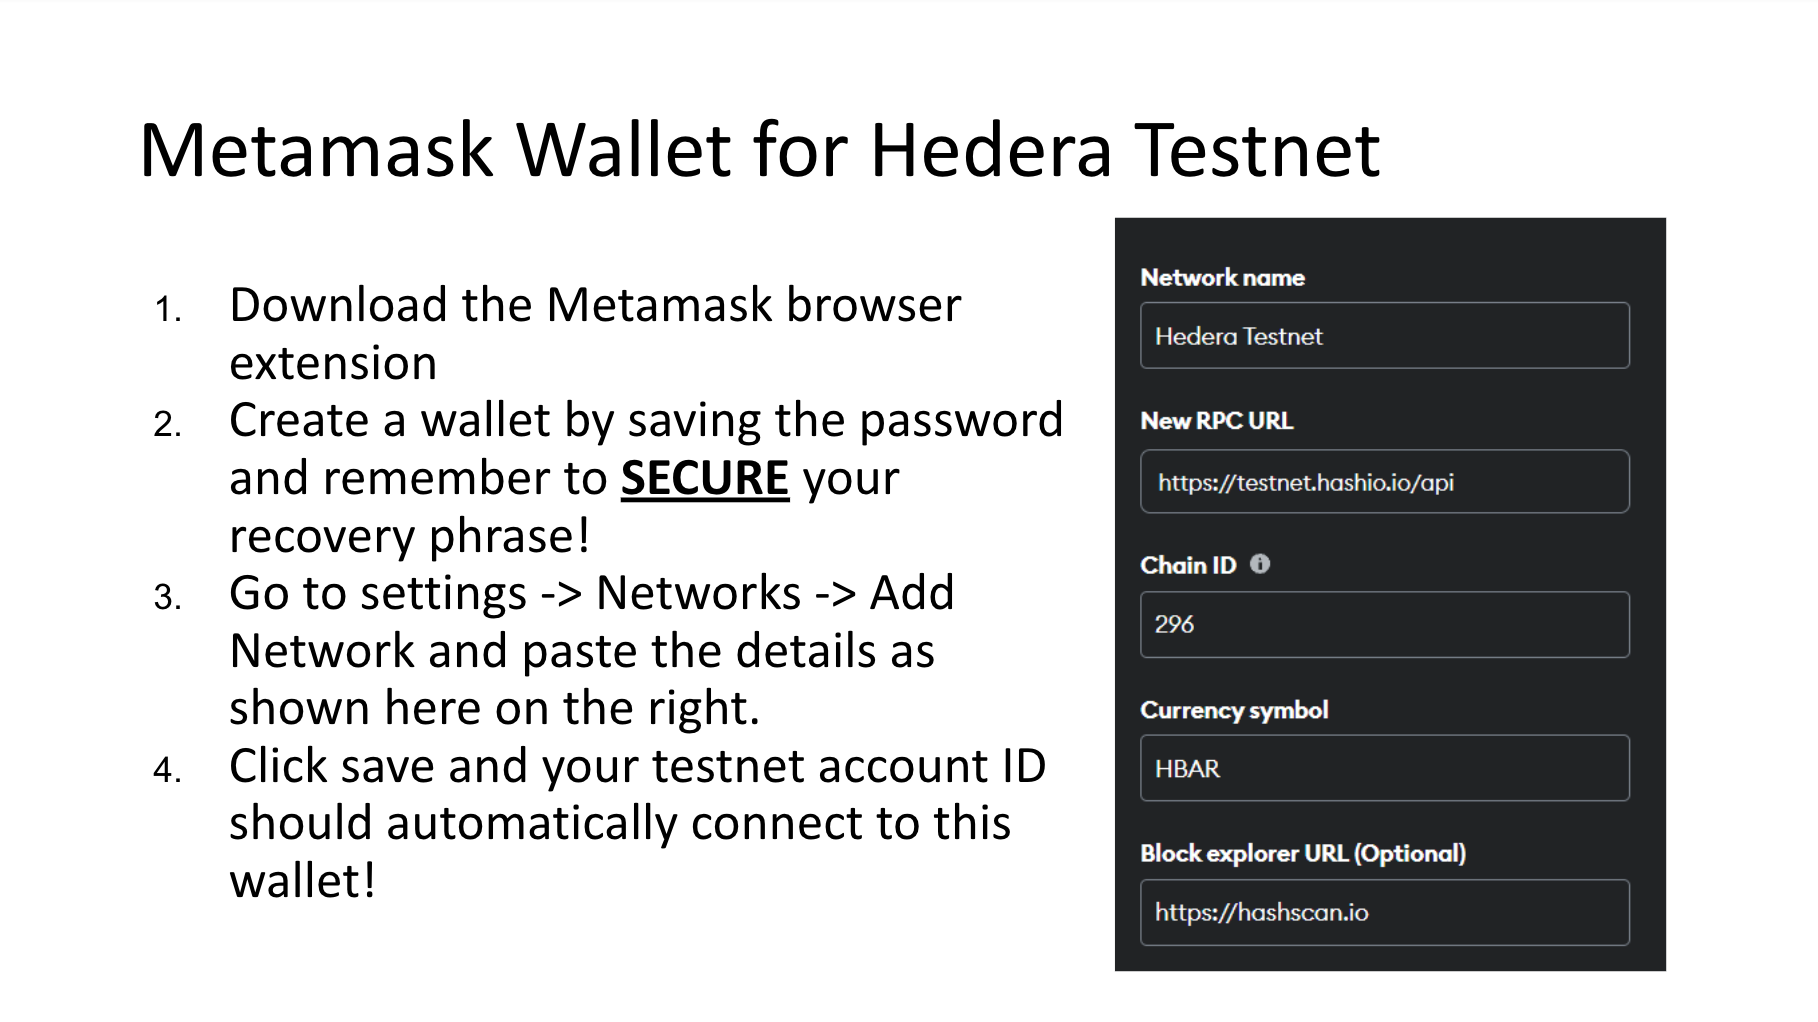 Metamask Wallet for Hedera Testnet
1. Download the Metamask browser
extension
2. Create a wallet by saving the password
and remember to SECURE your
recovery phrase!
3. Go to settings -> Networks -> Add
Network and paste the details as
shown here on the right.
4. Click save and your testnet account ID
should automatically connect to this
wallet!
Network name
Hedera Testnet
New RPC URL
https://testnet.hashio.io/api
Chain ID
296
Currency symbol
HBAR
Block explorer URL (Optional)
https://hashscan.io